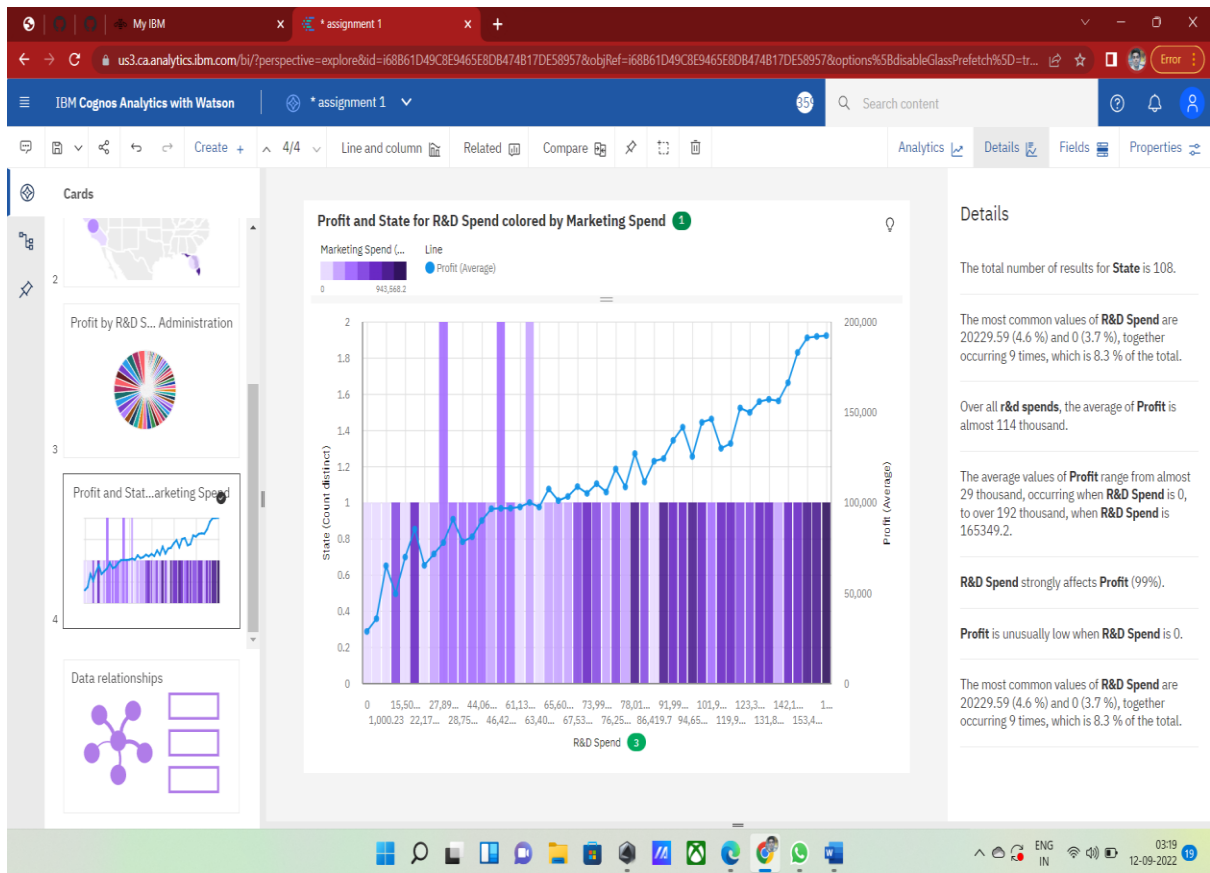 My IBM
* assignment 1
us3.ca.analytics.ibm.com/bi/?perspective=explore&id=i68B61D49C8E9465E8DB474B17DE58957&objRef=i68B61D49C8E9465E8DB474B17DE58957&options%5BdisableGlassPrefetch%5D=tr...
Error
IBM Cognos Analytics with Watson
* assignment 1
359
Search content
Create
4/4
Line and column
Related
Compare
Analytics
Details
Fields
Properties
Cards
2
Profit by R&D S... Administration
3
Profit and Stat...arketing Spend
4
Data relationships
Profit and State for R&D Spend colored by Marketing Spend 1
Marketing Spend (...
0 943,568.2
Line
Profit (Average)
State (Count distinct)
2
1.8
1.6
1.4
1.2
1
0.8
0.6
0.4
0.2
0
200,000
150,000
100,000
50,000
0
Profit (Average)
0 15,50... 27,89... 44,06... 61,13... 65,60... 73,99... 78,01... 91,99... 101,9... 123,3... 142,1... 1...
1,000.23 22,17... 28,75... 46,42... 63,40... 67,53... 76,25... 86,419.7 94,65... 119,9... 131,8... 153,4...
R&D Spend 3
Details
The total number of results for State is 108.
The most common values of R&D Spend are
20229.59 (4.6 %) and 0 (3.7 %), together
occurring 9 times, which is 8.3 % of the total.
Over all r&d spends, the average of Profit is
almost 114 thousand.
The average values of Profit range from almost
29 thousand, occurring when R&D Spend is 0,
to over 192 thousand, when R&D Spend is
165349.2.
R&D Spend strongly affects Profit (99%).
Profit is unusually low when R&D Spend is 0.
The most common values of R&D Spend are
20229.59 (4.6 %) and 0 (3.7 %), together
occurring 9 times, which is 8.3 % of the total.
ENG
IN
03:19
12-09-2022
19